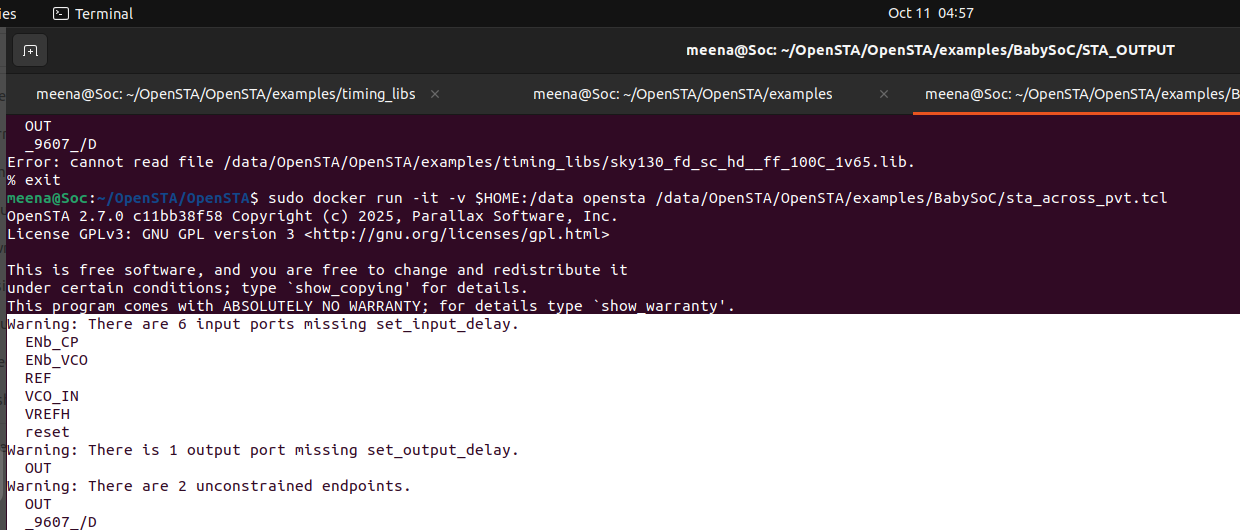 ies
Terminal
Oct 11 04:57
meena@Soc: ~/OpenSTA/OpenSTA/examples/BabySoC/STA_OUTPUT
meena@Soc: ~/OpenSTA/OpenSTA/examples/timing_libs ×
meena@Soc: ~/OpenSTA/OpenSTA/examples ×
meena@Soc: ~/OpenSTA/OpenSTA/examples/B
OUT
_9607_/D
Error: cannot read file /data/OpenSTA/OpenSTA/examples/timing_libs/sky130_fd_sc_hd__ff_100C_1v65.lib.
% exit
meena@Soc:~/OpenSTA/OpenSTA$ sudo docker run -it -v $HOME:/data opensta /data/OpenSTA/OpenSTA/examples/BabySoC/sta_across_pvt.tcl
OpenSTA 2.7.0 c11bb38f58 Copyright (c) 2025, Parallax Software, Inc.
License GPLv3: GNU GPL version 3 <http://gnu.org/licenses/gpl.html>
This is free software, and you are free to change and redistribute it
under certain conditions; type `show_copying' for details.
This program comes with ABSOLUTELY NO WARRANTY; for details type `show_warranty'.
Warning: There are 6 input ports missing set_input_delay.
ENb_CP
ENb_VCO
REF
VCO_IN
VREFH
reset
Warning: There is 1 output port missing set_output_delay.
OUT
Warning: There are 2 unconstrained endpoints.
OUT
_9607_/D